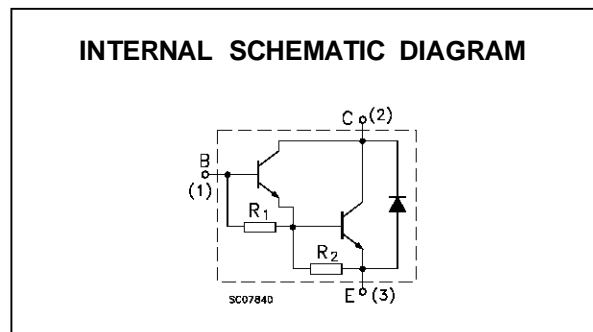 INTERNAL SCHEMATIC DIAGRAM
C (2)
B
(1)
R1
R2
SC07840
E (3)